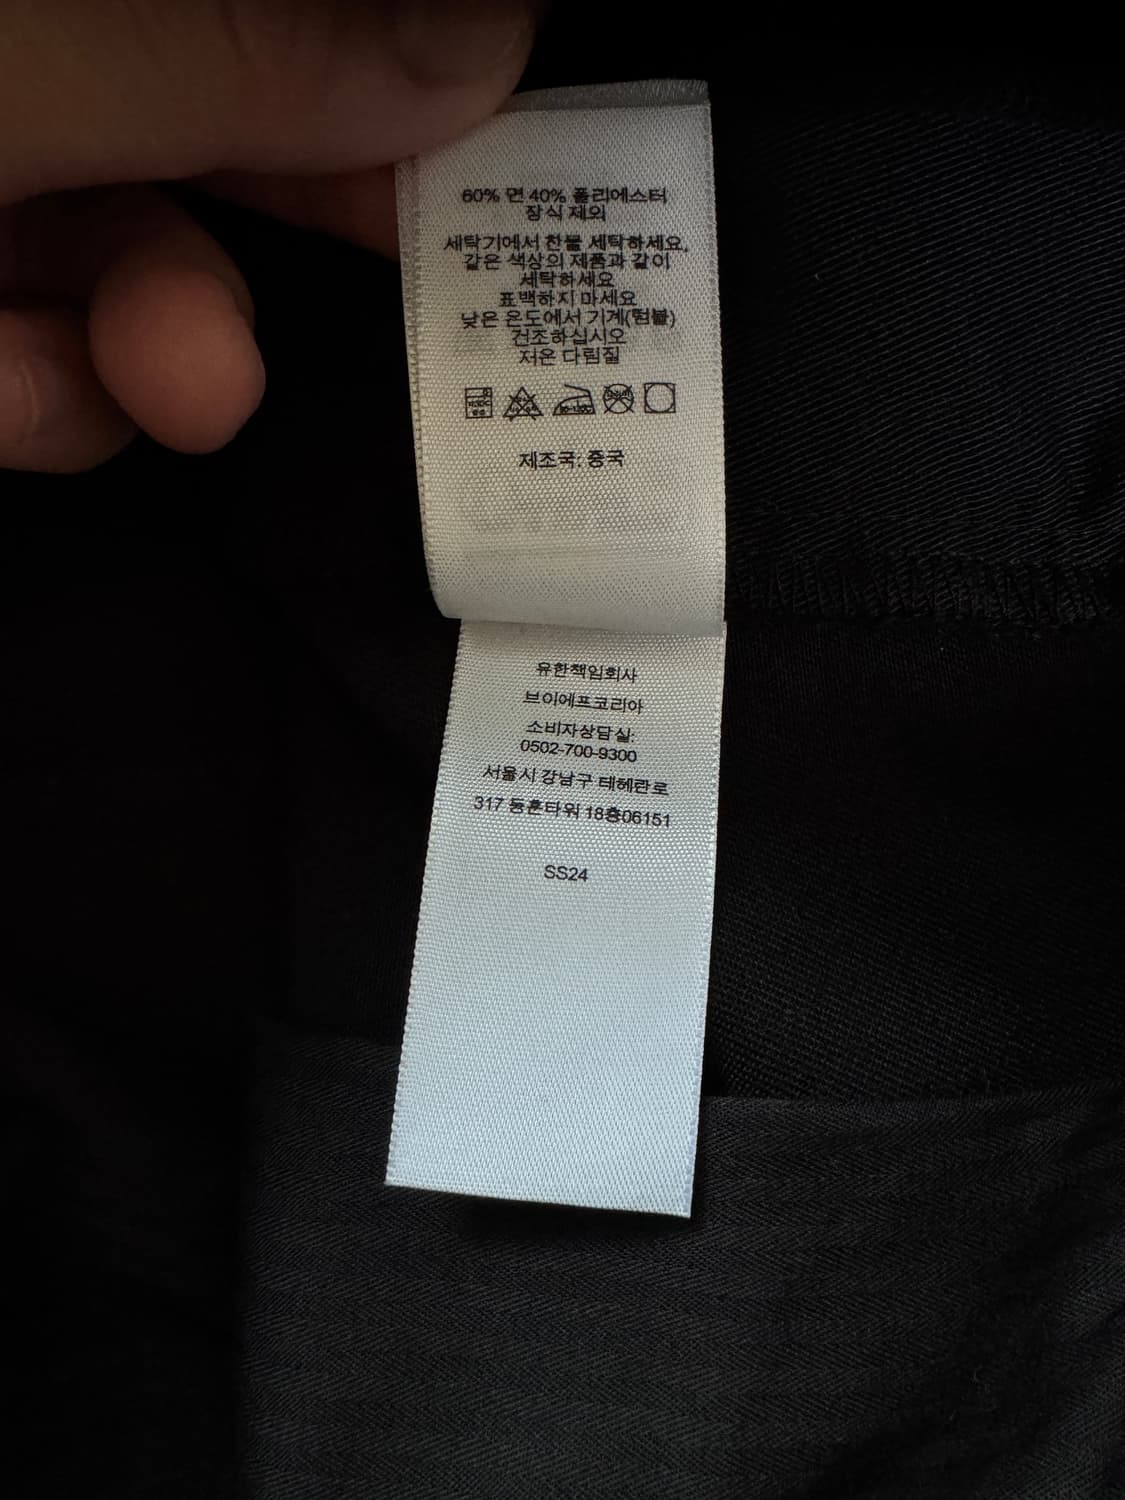 60% 면 40% 폴리에스터
장식 제외
세탁기에서 찬물 세탁하세요.
같은 색상의 제품과 같이
세탁하세요
표백하지 마세요
낮은 온도에서 기계(텀블)
건조하십시오
저온 다림질
제조국: 중국
유한책임회사
브이에프코리아
소비자상담실:
0502-700-9300
서울시 강남구 테헤란로
317 동훈타워 18층06151
SS24